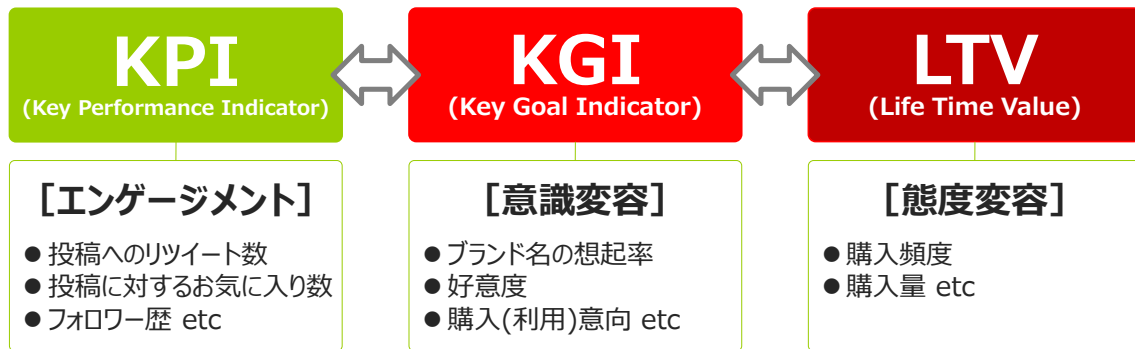 KPI
(Key Performance Indicator)
KGI
(Key Goal Indicator)
LTV
(Life Time Value)
［エンゲージメント］
● 投稿へのリツイート数
● 投稿に対するお気に入り数
● フォロワー歴 etc
［意識変容］
● ブランド名の想起率
● 好意度
● 購入(利用)意向 etc
［態度変容］
● 購入頻度
● 購入量 etc